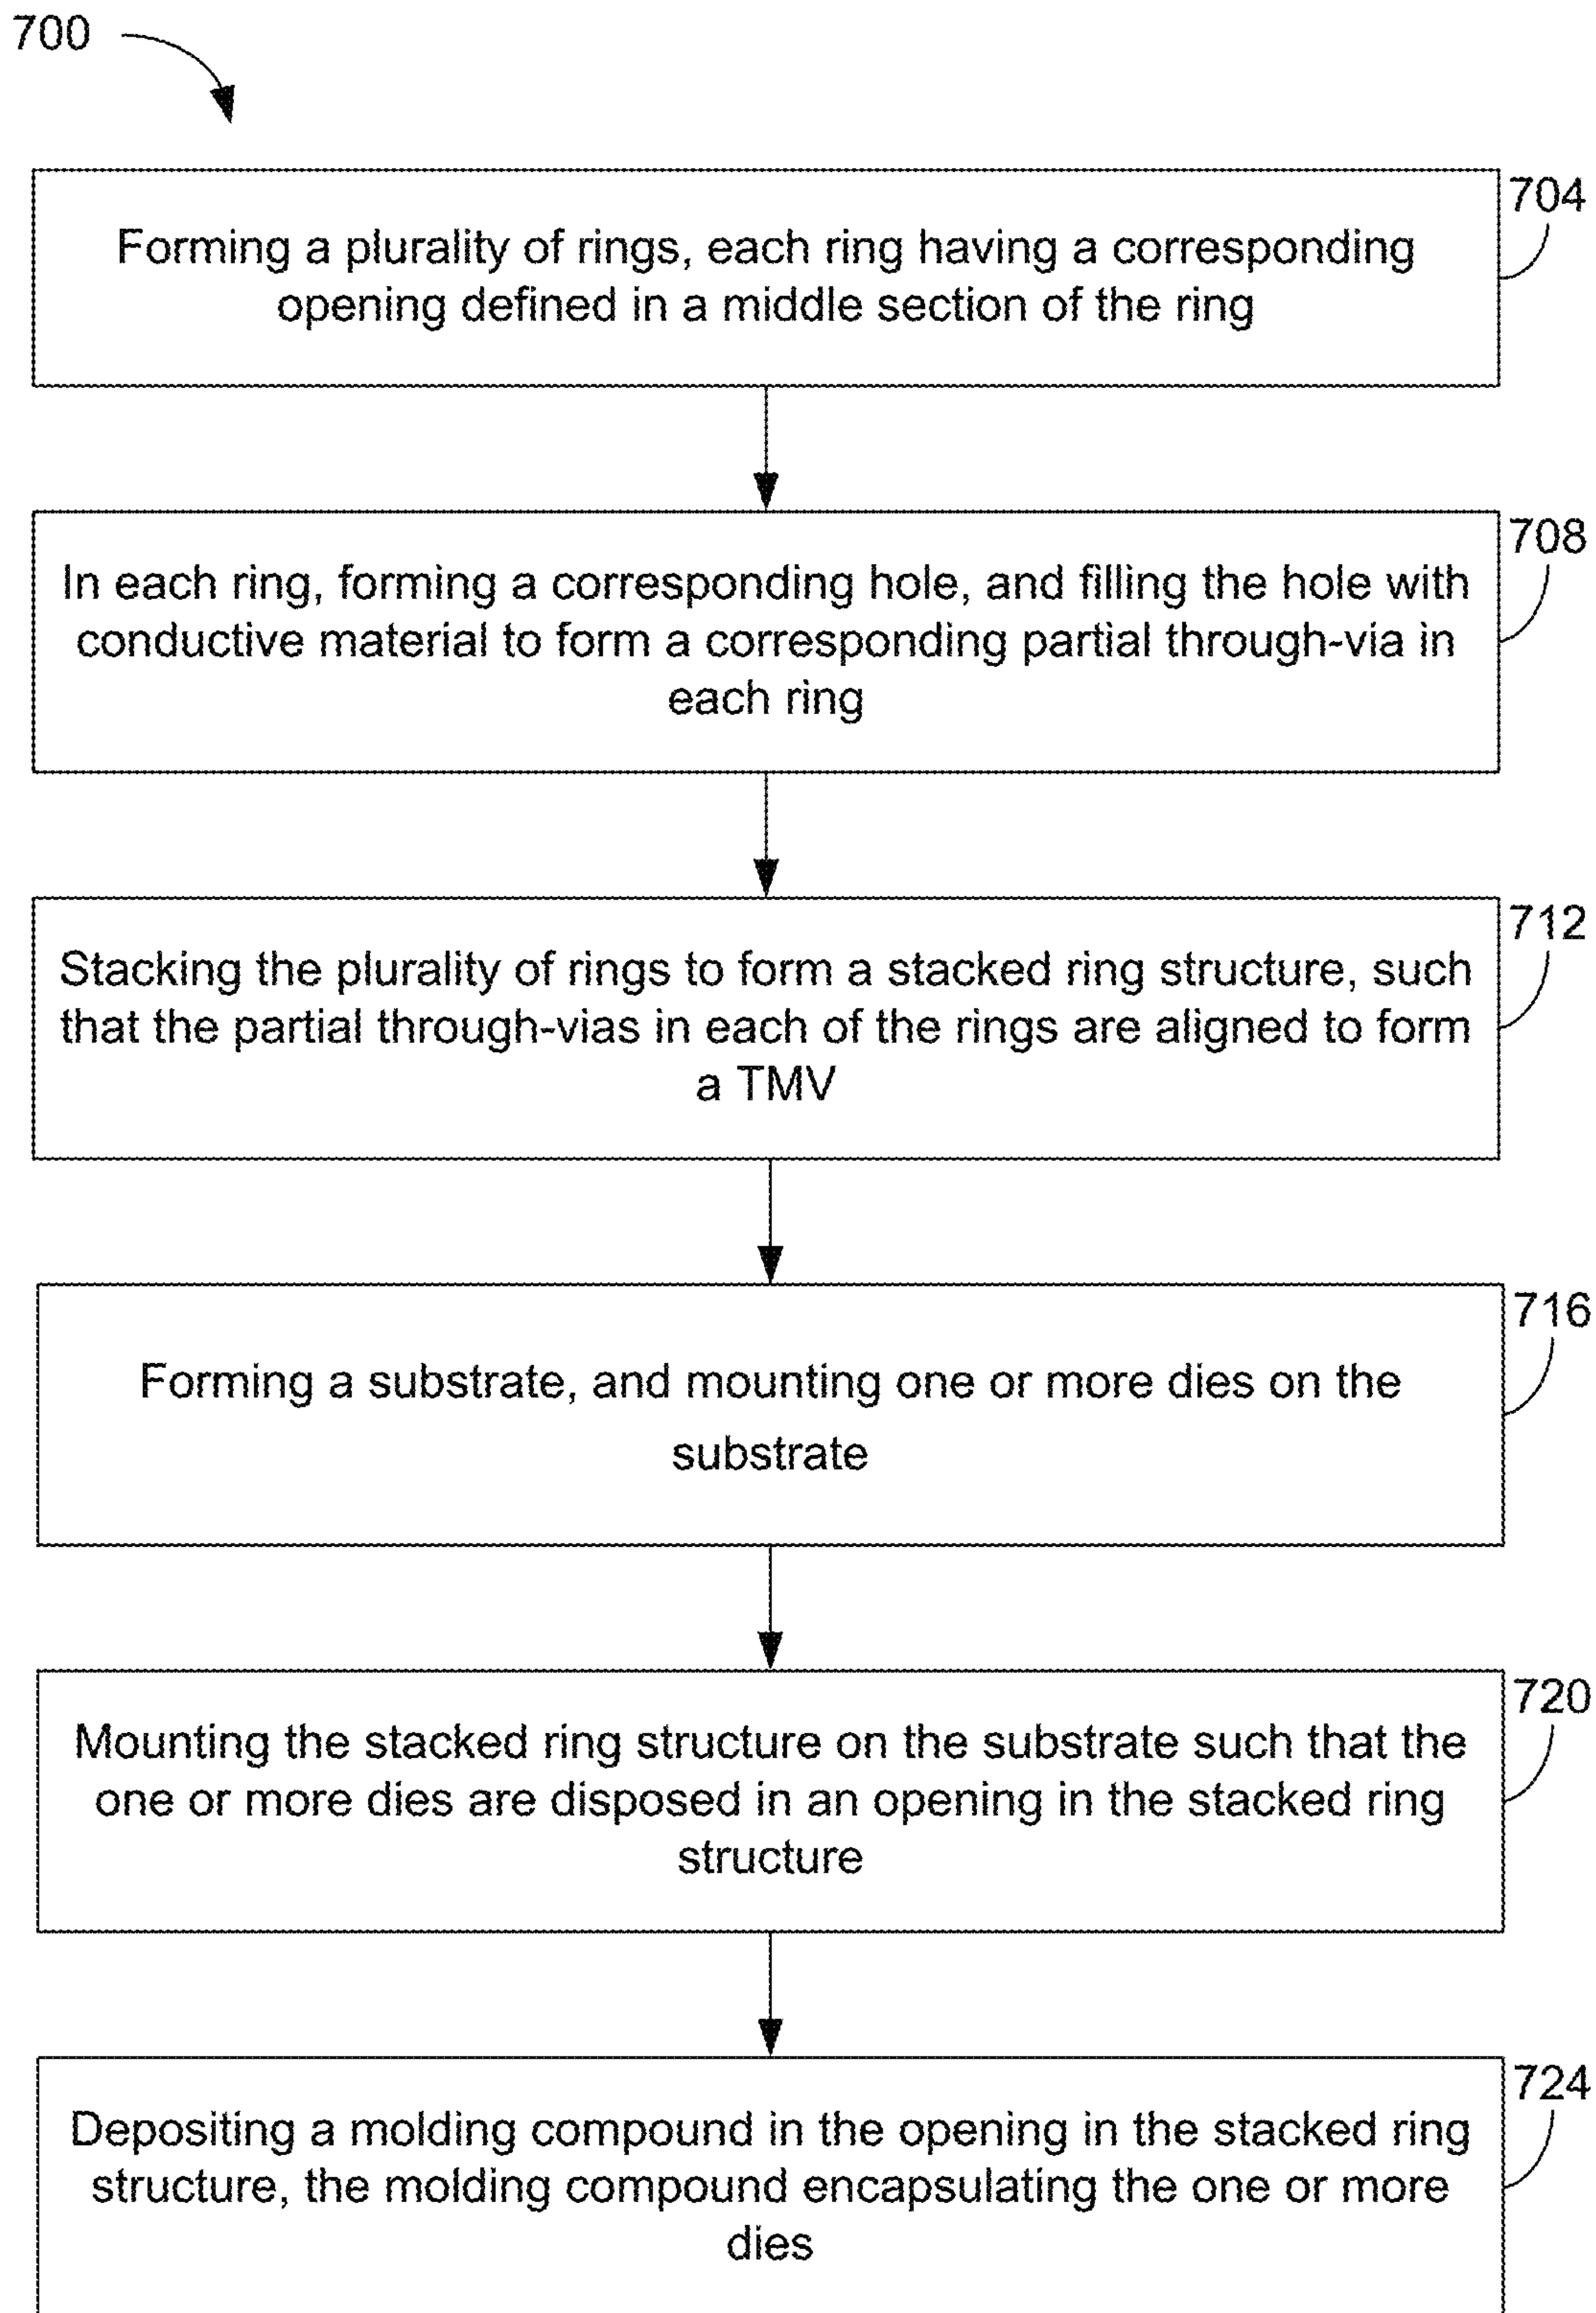 700
704
Forming a plurality of rings, each ring having a corresponding
opening defined in a middle section of the ring
708
In each ring, forming a corresponding hole, and filling the hole with
conductive material to form a corresponding partial through-via in
each ring
712
Stacking the plurality of rings to form a stacked ring structure, such
that the partial through-vias in each of the rings are aligned to form
a TMV
716
Forming a substrate, and mounting one or more dies on the
substrate
720
Mounting the stacked ring structure on the substrate such that the
one or more dies are disposed in an opening in the stacked ring
structure
724
Depositing a molding compound in the opening in the stacked ring
structure, the molding compound encapsulating the one or more
dies